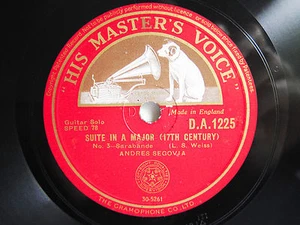 "HIS MASTER'S VOICE"
Made in England
Guitar Solo
SPEED 78
D.A.1225
SUITE IN A MAJOR (17TH CENTURY)
No. 3—Sarabande (L. S. Weiss)
ANDRES SEGOVIA
30-5261
THE GRAMOPHONE CO., LTD.